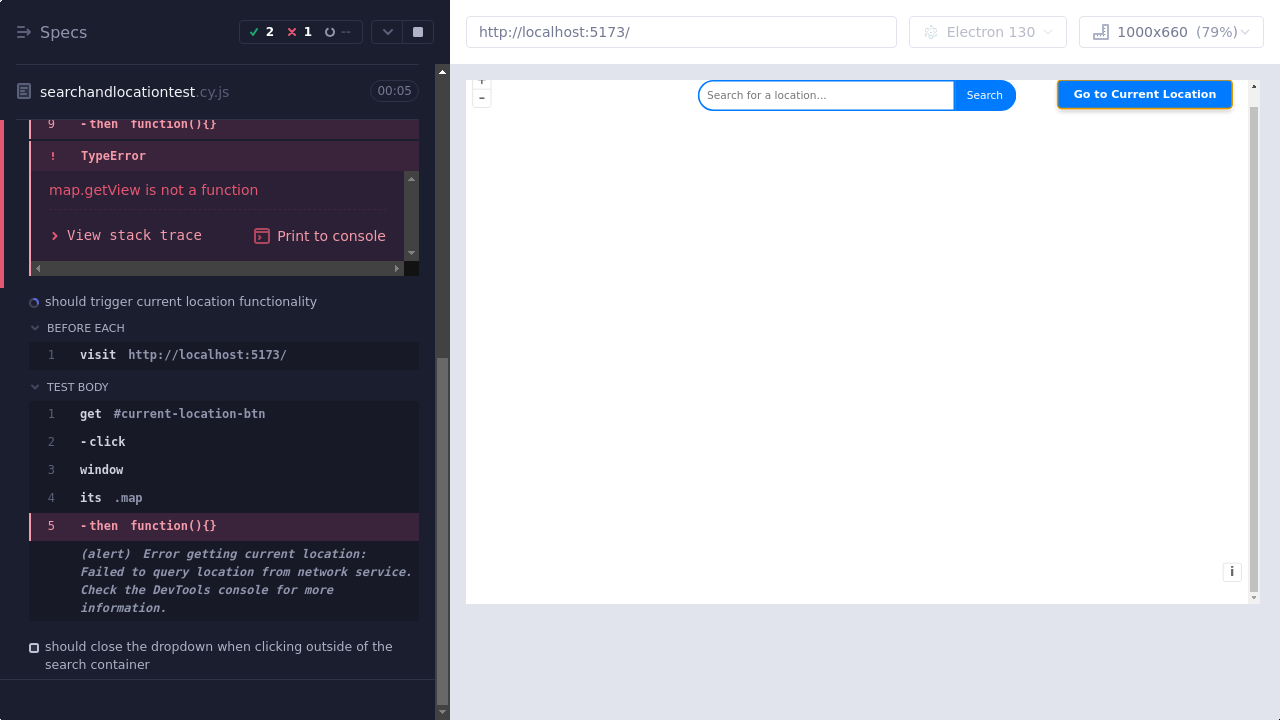 Specs
2
1
--
searchandlocationtest.cy.js
00:05
9 -then function(){}
! TypeError
map.getView is not a function
View stack trace
Print to console
should trigger current location functionality
BEFORE EACH
1 visit http://localhost:5173/
TEST BODY
1 get #current-location-btn
2 -click
3 window
4 its .map
5 -then function(){}
(alert) Error getting current location:
Failed to query location from network service.
Check the DevTools console for more
information.
should close the dropdown when clicking outside of the
search container
http://localhost:5173/
Electron 130
1000x660 (79%)
+
–
Search for a location...
Search
Go to Current Location
i